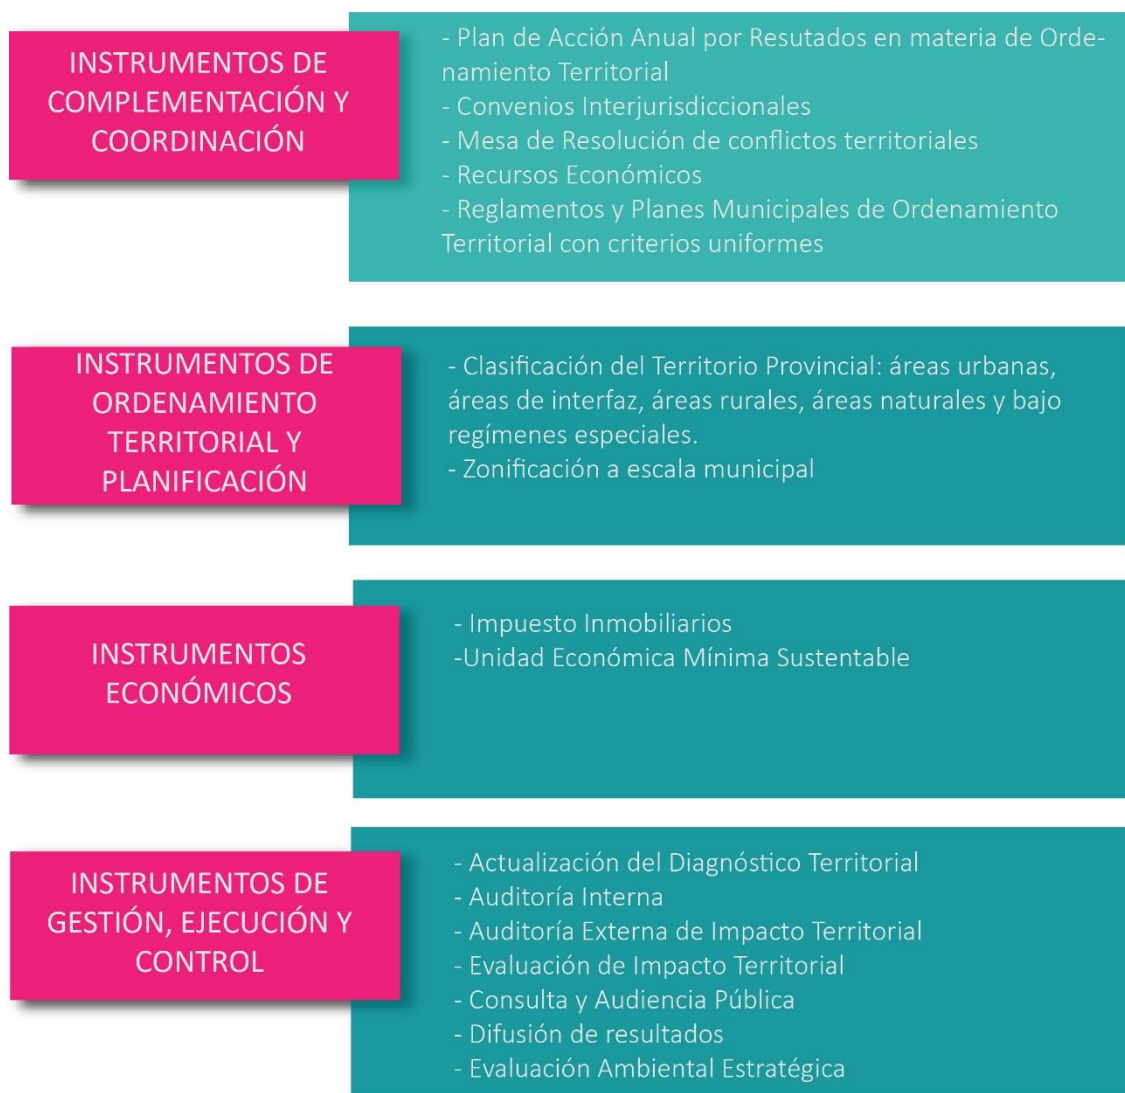 INSTRUMENTOS DE
COMPLEMENTACIÓN Y
COORDINACIÓN
- Plan de Acción Anual por Resutados en materia de Orde-
namiento Territorial
- Convenios Interjurisdiccionales
- Mesa de Resolución de conflictos territoriales
- Recursos Económicos
- Reglamentos y Planes Municipales de Ordenamiento
Territorial con criterios uniformes
INSTRUMENTOS DE
ORDENAMIENTO
TERRITORIAL Y
PLANIFICACIÓN
- Clasificación del Territorio Provincial: áreas urbanas,
áreas de interfaz, áreas rurales, áreas naturales y bajo
regímenes especiales.
- Zonificación a escala municipal
INSTRUMENTOS
ECONÓMICOS
- Impuesto Inmobiliarios
-Unidad Económica Mínima Sustentable
INSTRUMENTOS DE
GESTIÓN, EJECUCIÓN Y
CONTROL
- Actualización del Diagnóstico Territorial
- Auditoría Interna
- Auditoría Externa de Impacto Territorial
- Evaluación de Impacto Territorial
- Consulta y Audiencia Pública
- Difusión de resultados
- Evaluación Ambiental Estratégica